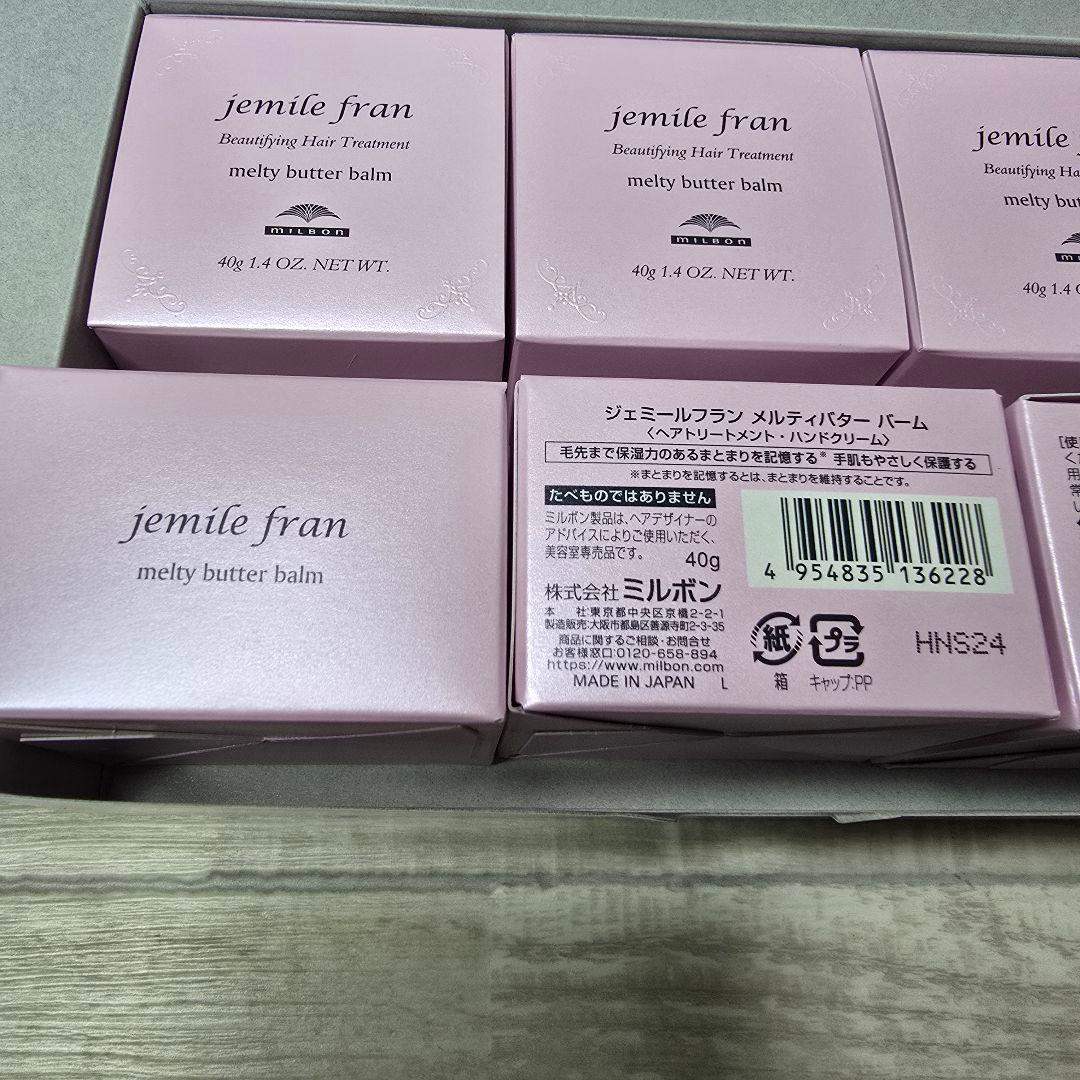 jemile fran
Beautifying Hair Treatment
melty butter balm
MILBON
40g 1.4 OZ. NET WT.
jemile fran
Beautifying Hair Treatment
melty butter balm
MILBON
40g 1.4 OZ. NET WT.
jemile
Beautifying
melty
40g 1.4
jemile fran
melty butter balm
ジェミールフラン メルティバター バーム
〈ヘアトリートメント・ハンドクリーム〉
毛先まで保湿力のあるまとまりを記憶する※ 手肌もやさしく保護する
※まとまりを記憶するとは、まとまりを維持することです。
たべものではありません
ミルボン製品は、ヘアデザイナーの
アドバイスによりご使用いただく、
美容室専売品です。
40g
株式会社 ミルボン
本 社:東京都中央区京橋2-2-1
製造販売:大阪市都島区善源寺町2-3-35
商品に関するご相談・お問合せ
お客様窓口:0120-658-894
https://www.milbon.com
MADE IN JAPAN L
4 954835 136228
紙
箱
プラ
キャップ:PP
HNS24